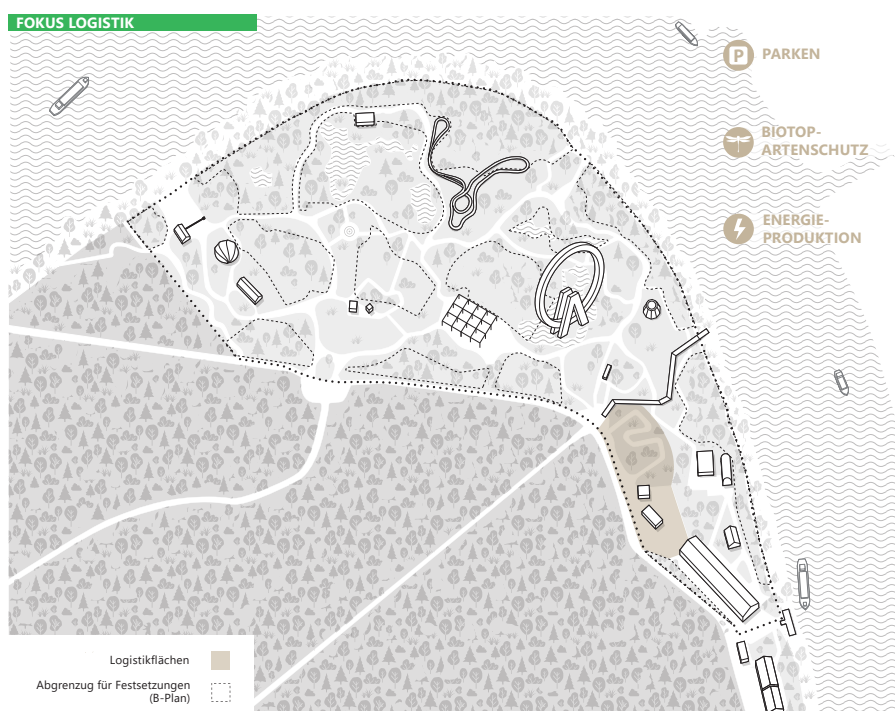 FOKUS LOGISTIK
P
PARKEN
BIOTOP-
ARTENSCHUTZ
ENERGIE-
PRODUKTION
Logistikflächen
Abgrenzug für Festsetzungen
(B-Plan)